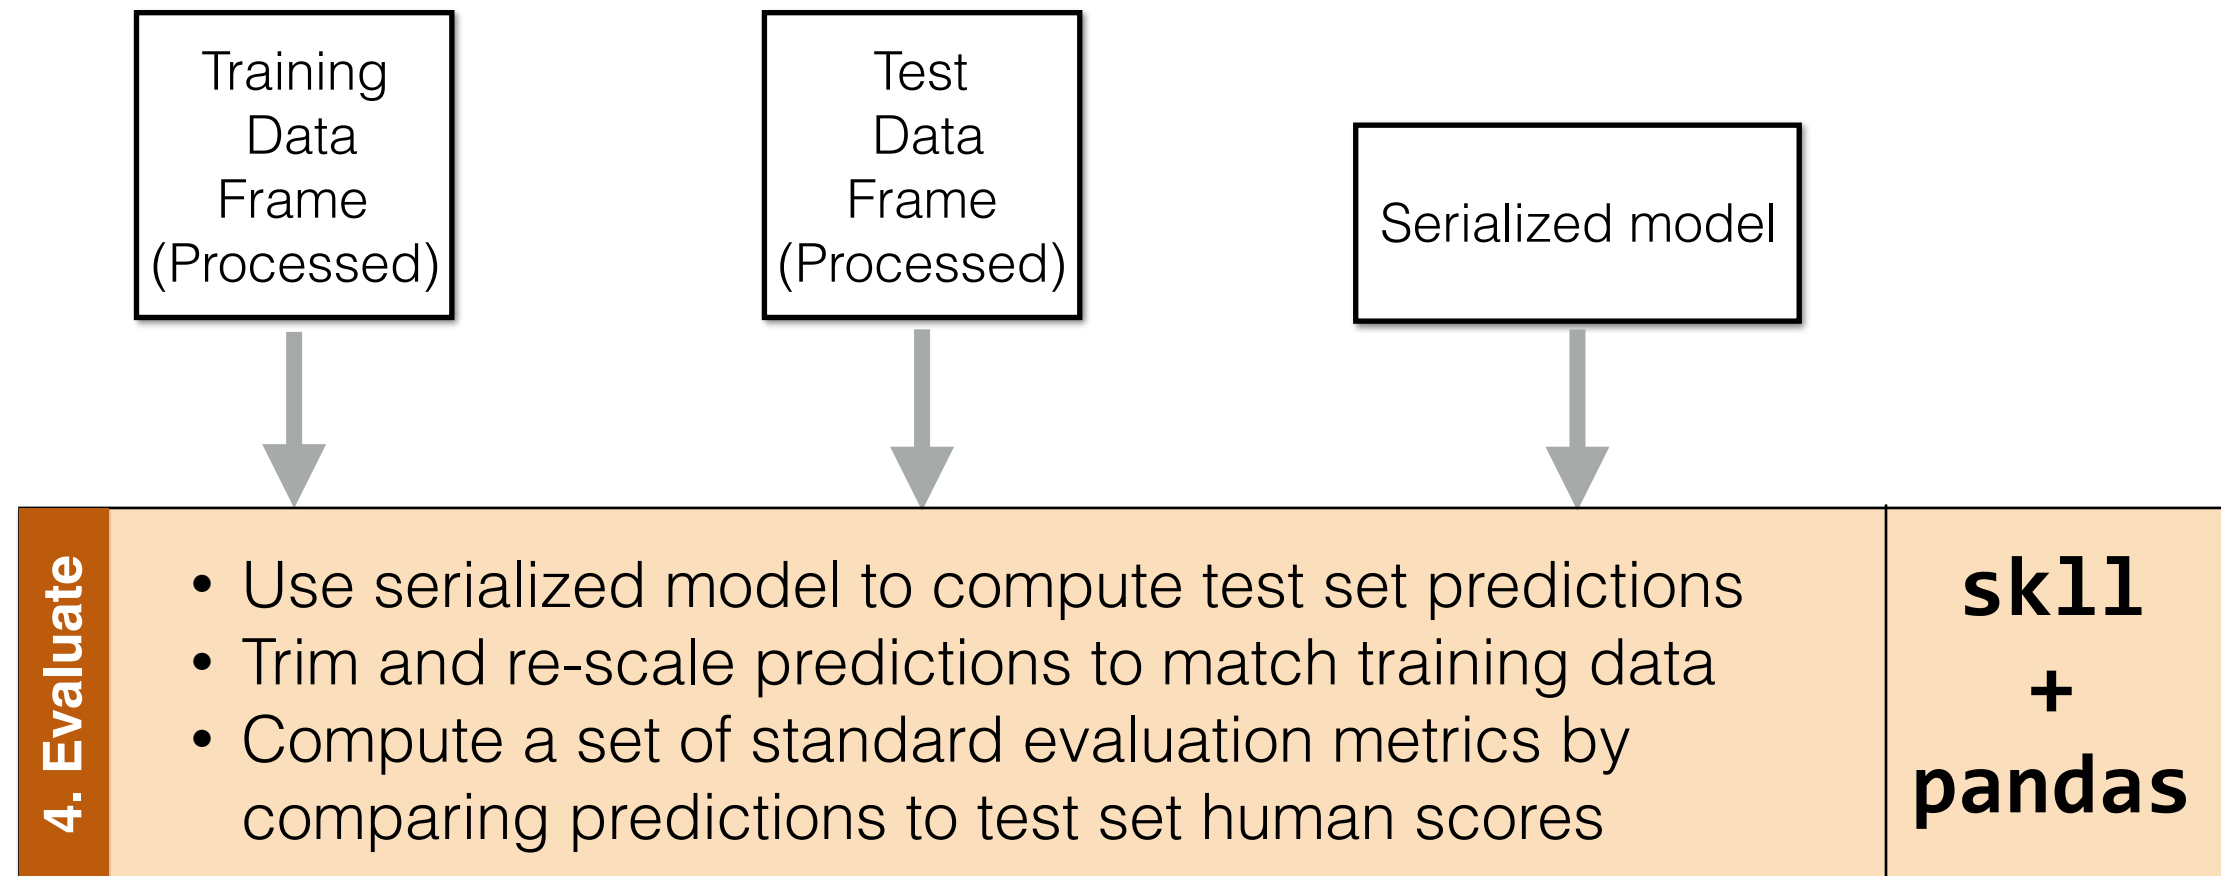 Training
Data
Frame
(Processed)
Test
Data
Frame
(Processed)
Serialized model
4. Evaluate
• Use serialized model to compute test set predictions
• Trim and re-scale predictions to match training data
• Compute a set of standard evaluation metrics by
comparing predictions to test set human scores
skll
+
pandas